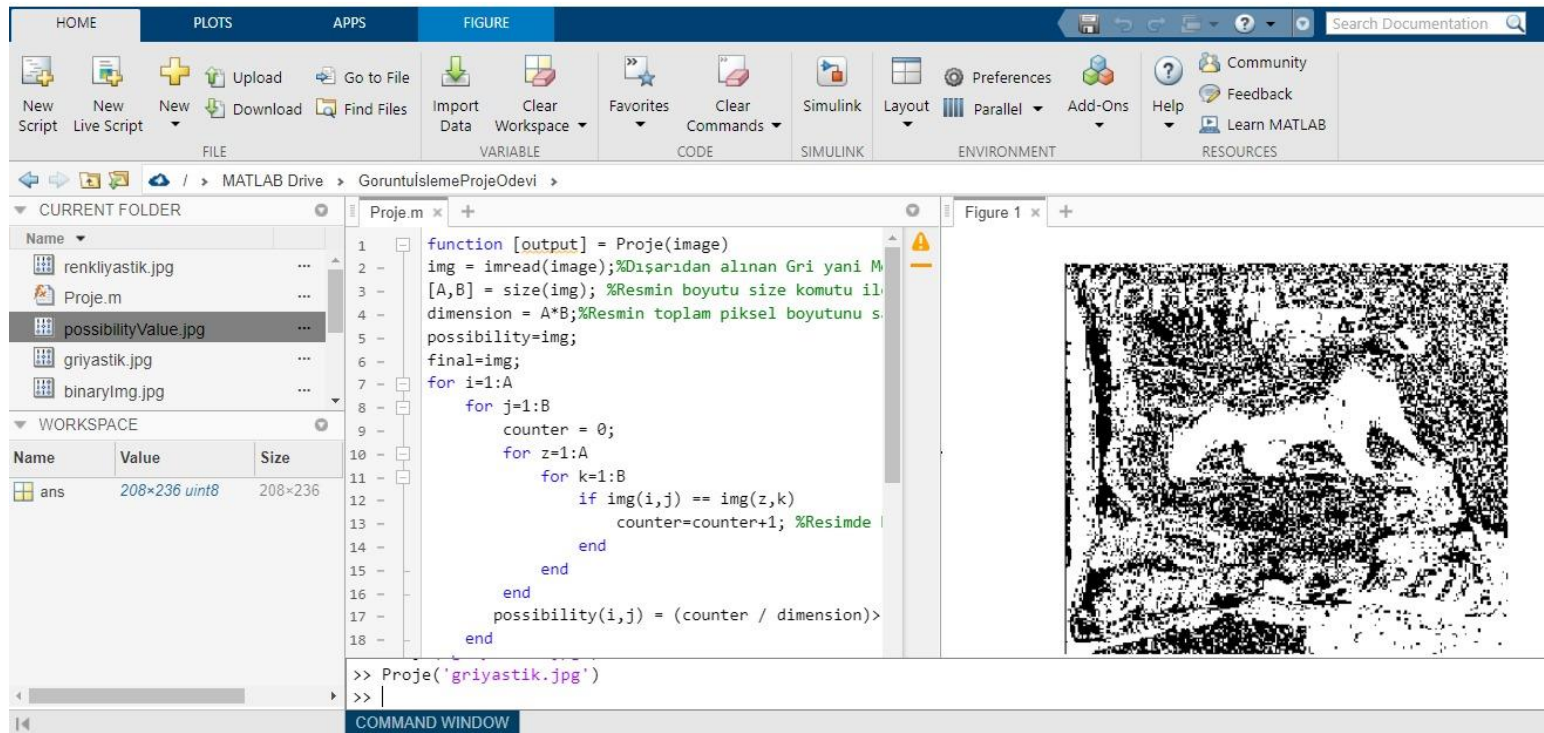 HOME PLOTS APPS FIGURE Search Documentation
Upload Go to File Preferences Community
Download Find Files Parallel Feedback
Learn MATLAB
New Script
New Live Script
New
Import Data
Clear Workspace
Favorites
Clear Commands
Simulink
Layout
Add-Ons
Help
FILE VARIABLE CODE SIMULINK ENVIRONMENT RESOURCES
/ › MATLAB Drive › GoruntuİslemeProjeOdevi ›
CURRENT FOLDER
Name
renkliyastik.jpg ...
Proje.m ...
possibilityValue.jpg ...
griyastik.jpg ...
binaryImg.jpg ...
WORKSPACE
Name Value Size
ans 208×236 uint8 208×236
Proje.m × +
1 function [output] = Proje(image)
2 - img = imread(image);%Dışarıdan alınan Gri yani
3 - [A,B] = size(img); %Resmin boyutu size komutu
4 - dimension = A*B;%Resmin toplam piksel boyutunu
5 - possibility=img;
6 - final=img;
7 - for i=1:A
8 - for j=1:B
9 - counter = 0;
10 - for z=1:A
11 - for k=1:B
12 - if img(i,j) == img(z,k)
13 - counter=counter+1; %Resimde
14 - end
15 - end
16 - end
17 - possibility(i,j) = (counter / dimension)>
18 - end
Figure 1 × +
>> Proje('griyastik.jpg')
>>
COMMAND WINDOW